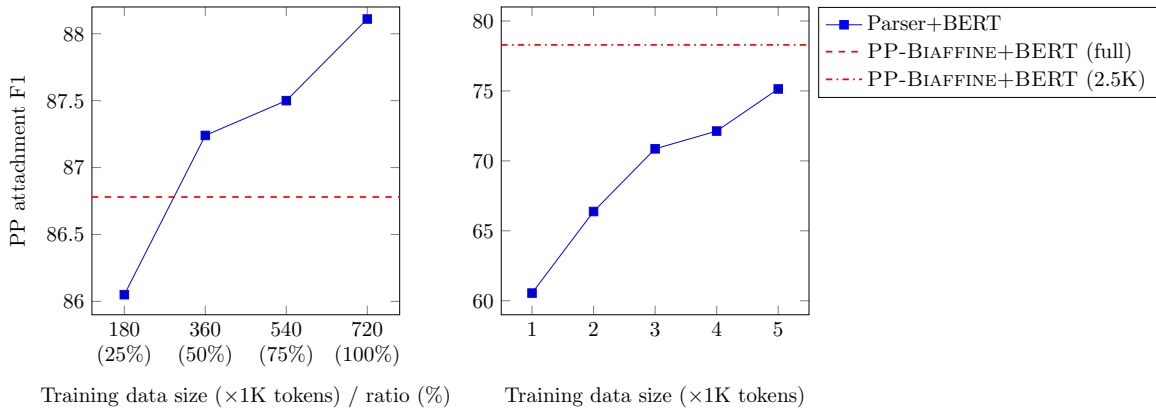 PP attachment F1
88
87.5
87
86.5
86
180 360 540 720
(25%) (50%) (75%) (100%)
Training data size (×1K tokens) / ratio (%)
80
75
70
65
60
1 2 3 4 5
Training data size (×1K tokens)
Parser+BERT
PP-BIAFFINE+BERT (full)
PP-BIAFFINE+BERT (2.5K)